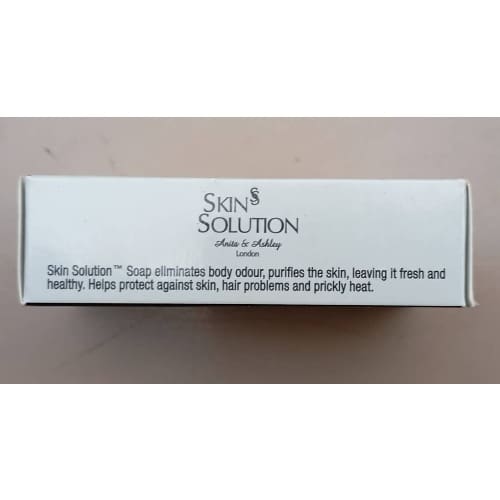 SKIN
SOLUTION
Anita & Ashley
London
Skin Solution™ Soap eliminates body odour, purifies the skin, leaving it fresh and
healthy. Helps protect against skin, hair problems and prickly heat.